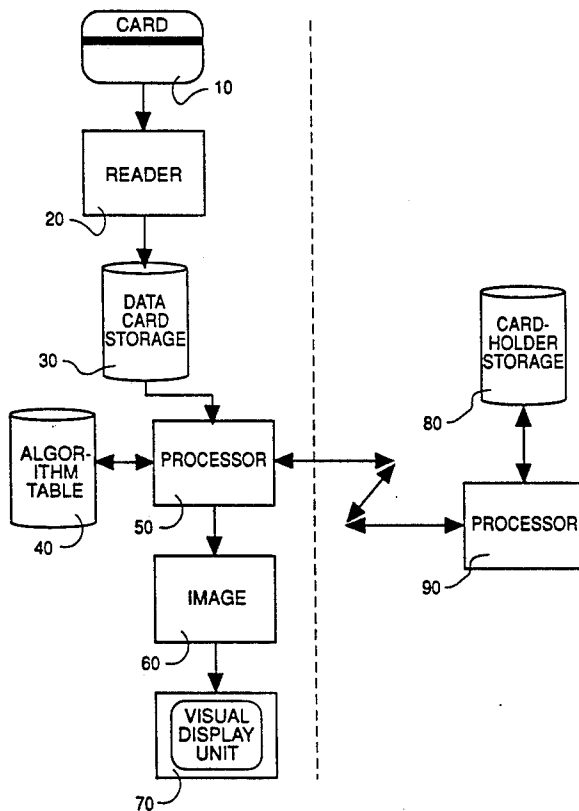 CARD
10
READER
20
DATA
CARD
STORAGE
30
ALGOR-
ITHM
TABLE
40
PROCESSOR
50
IMAGE
60
VISUAL
DISPLAY
UNIT
70
CARD-
HOLDER
STORAGE
80
PROCESSOR
90